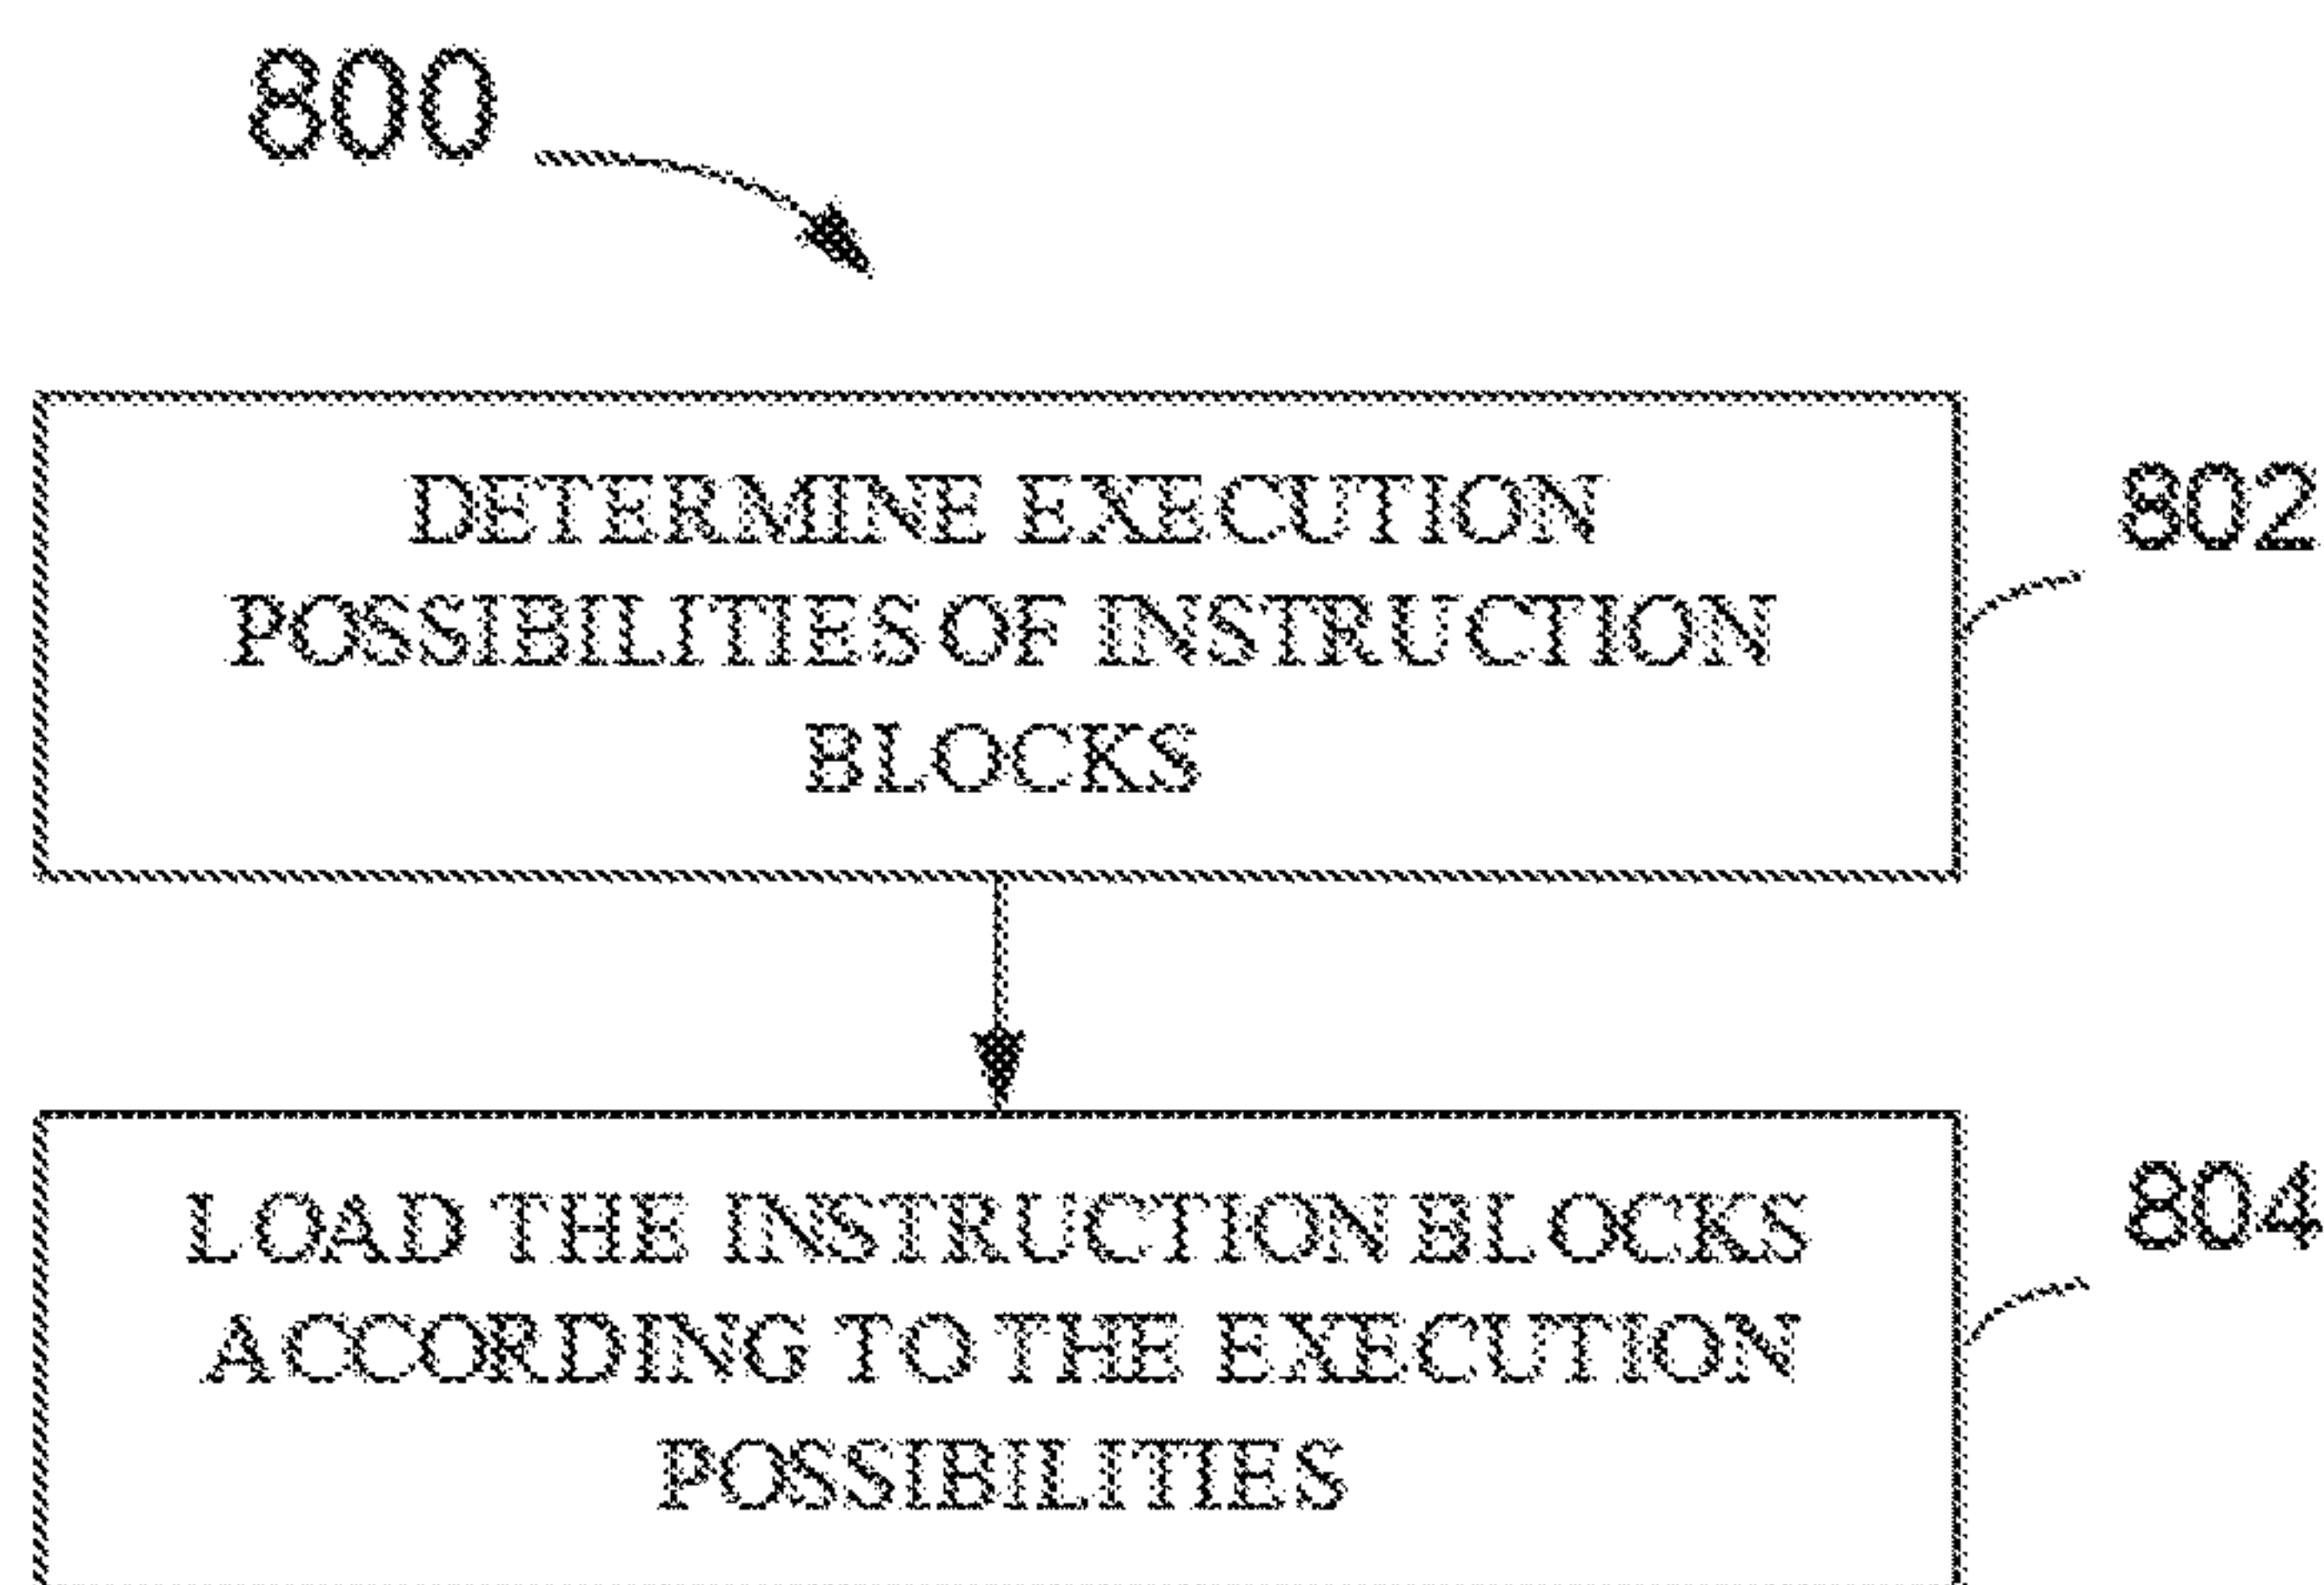 800
DETERMINE EXECUTION
POSSIBILITIES OF INSTRUCTION
BLOCKS
802
LOAD THE INSTRUCTION BLOCKS
ACCORDING TO THE EXECUTION
POSSIBILITIES
804